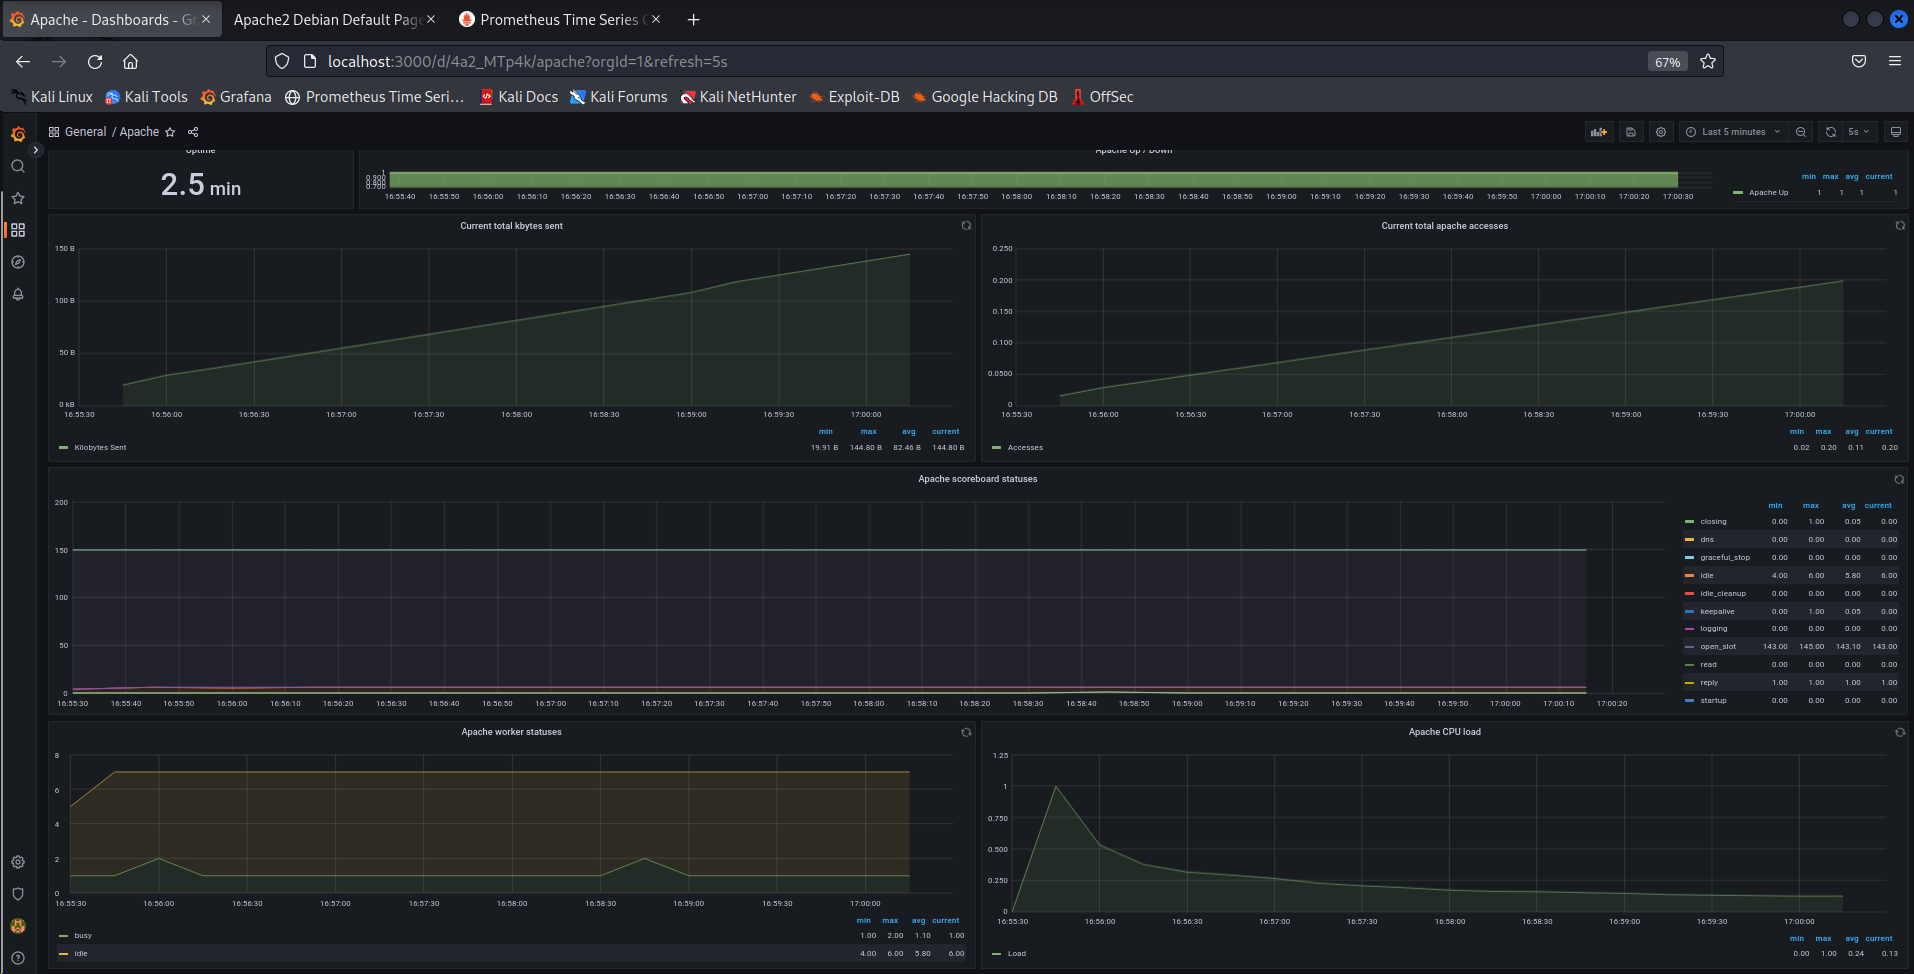 Apache - Dashboards - Gr
Apache2 Debian Default Page
Prometheus Time Series C
localhost:3000/d/4a2_MTp4k/apache?orgId=1&refresh=5s
67%
Kali Linux
Kali Tools
Grafana
Prometheus Time Seri...
Kali Docs
Kali Forums
Kali NetHunter
Exploit-DB
Google Hacking DB
OffSec
General / Apache
Last 5 minutes
5s
Uptime
2.5 min
Apache Up / Down
1
0.900
0.800
0.700
16:55:40 16:55:50 16:56:00 16:56:10 16:56:20 16:56:30 16:56:40 16:56:50 16:57:00 16:57:10 16:57:20 16:57:30 16:57:40 16:57:50 16:58:00 16:58:10 16:58:20 16:58:30 16:58:40 16:58:50 16:59:00 16:59:10 16:59:20 16:59:30 16:59:40 16:59:50 17:00:00 17:00:10 17:00:20 17:00:30
min max avg current
Apache Up 1 1 1 1
Current total kbytes sent
150 B
100 B
50 B
0 kB
16:55:30 16:56:00 16:56:30 16:57:00 16:57:30 16:58:00 16:58:30 16:59:00 16:59:30 17:00:00
min max avg current
Kilobytes Sent 19.91 B 144.80 B 82.46 B 144.80 B
Current total apache accesses
0.250
0.200
0.150
0.100
0.0500
0
16:55:30 16:56:00 16:56:30 16:57:00 16:57:30 16:58:00 16:58:30 16:59:00 16:59:30 17:00:00
min max avg current
Accesses 0.02 0.20 0.11 0.20
Apache scoreboard statuses
200
150
100
50
0
16:55:30 16:55:40 16:55:50 16:56:00 16:56:10 16:56:20 16:56:30 16:56:40 16:56:50 16:57:00 16:57:10 16:57:20 16:57:30 16:57:40 16:57:50 16:58:00 16:58:10 16:58:20 16:58:30 16:58:40 16:58:50 16:59:00 16:59:10 16:59:20 16:59:30 16:59:40 16:59:50 17:00:00 17:00:10 17:00:20
min max avg current
closing 0.00 1.00 0.05 0.00
dns 0.00 0.00 0.00 0.00
graceful_stop 0.00 0.00 0.00 0.00
idle 4.00 6.00 5.80 6.00
idle_cleanup 0.00 0.00 0.00 0.00
keepalive 0.00 1.00 0.05 0.00
logging 0.00 0.00 0.00 0.00
open_slot 143.00 145.00 143.10 143.00
read 0.00 0.00 0.00 0.00
reply 1.00 1.00 1.00 1.00
startup 0.00 0.00 0.00 0.00
Apache worker statuses
8
6
4
2
0
16:55:30 16:56:00 16:56:30 16:57:00 16:57:30 16:58:00 16:58:30 16:59:00 16:59:30 17:00:00
min max avg current
busy 1.00 2.00 1.10 1.00
idle 4.00 6.00 5.80 6.00
Apache CPU load
1.25
1
0.750
0.500
0.250
0
16:55:30 16:56:00 16:56:30 16:57:00 16:57:30 16:58:00 16:58:30 16:59:00 16:59:30 17:00:00
min max avg current
Load 0.00 1.00 0.24 0.13